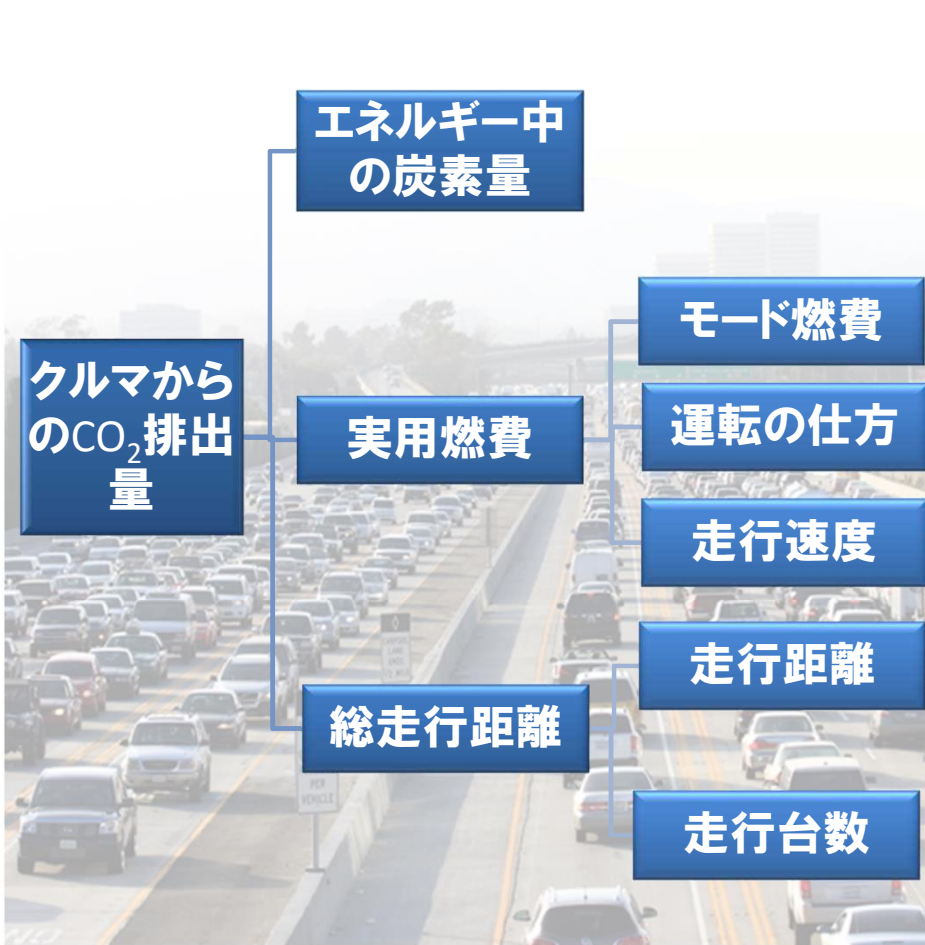 エネルギー中
の炭素量
モード燃費
クルマから
のCO₂排出
量
実用燃費
運転の仕方
走行速度
走行距離
総走行距離
走行台数
PER
VEHICLE